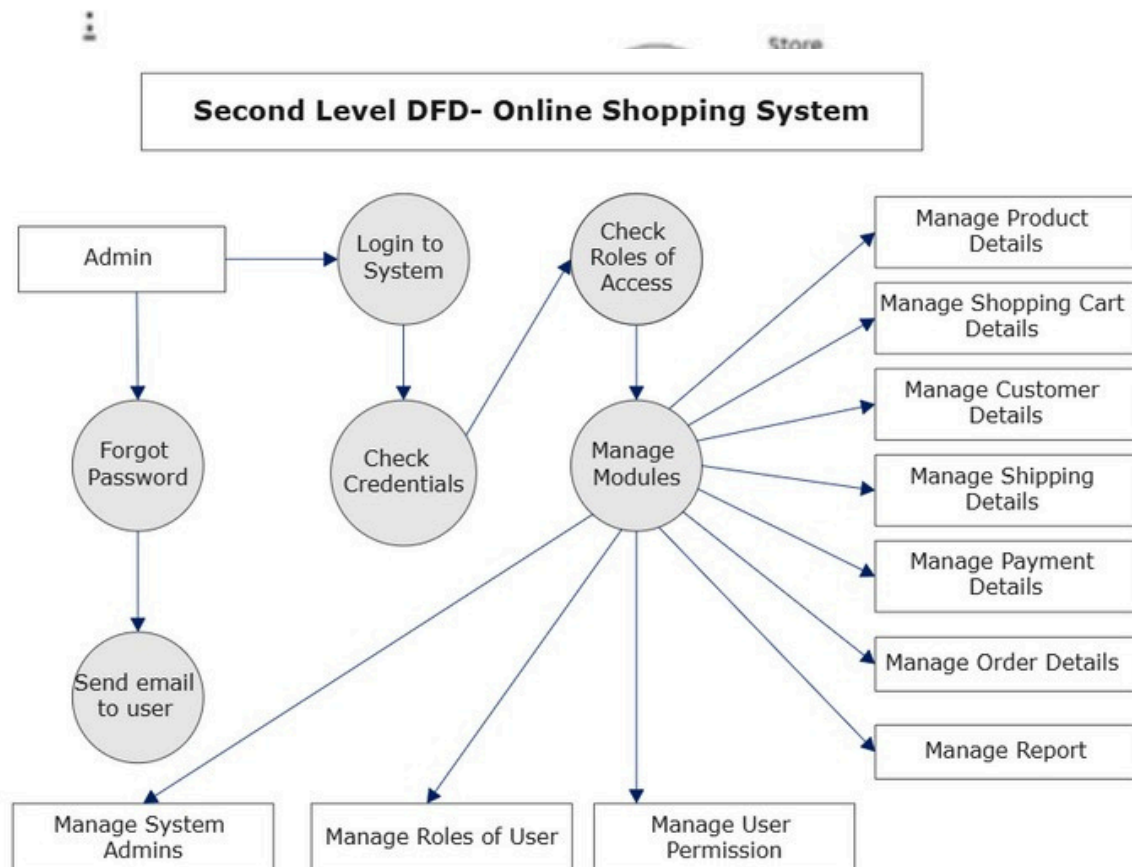 Store
Second Level DFD- Online Shopping System
Admin
Login to
System
Check
Roles of
Access
Manage Product
Details
Manage Shopping Cart
Details
Manage Customer
Details
Forgot
Password
Check
Credentials
Manage
Modules
Manage Shipping
Details
Manage Payment
Details
Manage Order Details
Send email
to user
Manage Report
Manage System
Admins
Manage Roles of User
Manage User
Permission